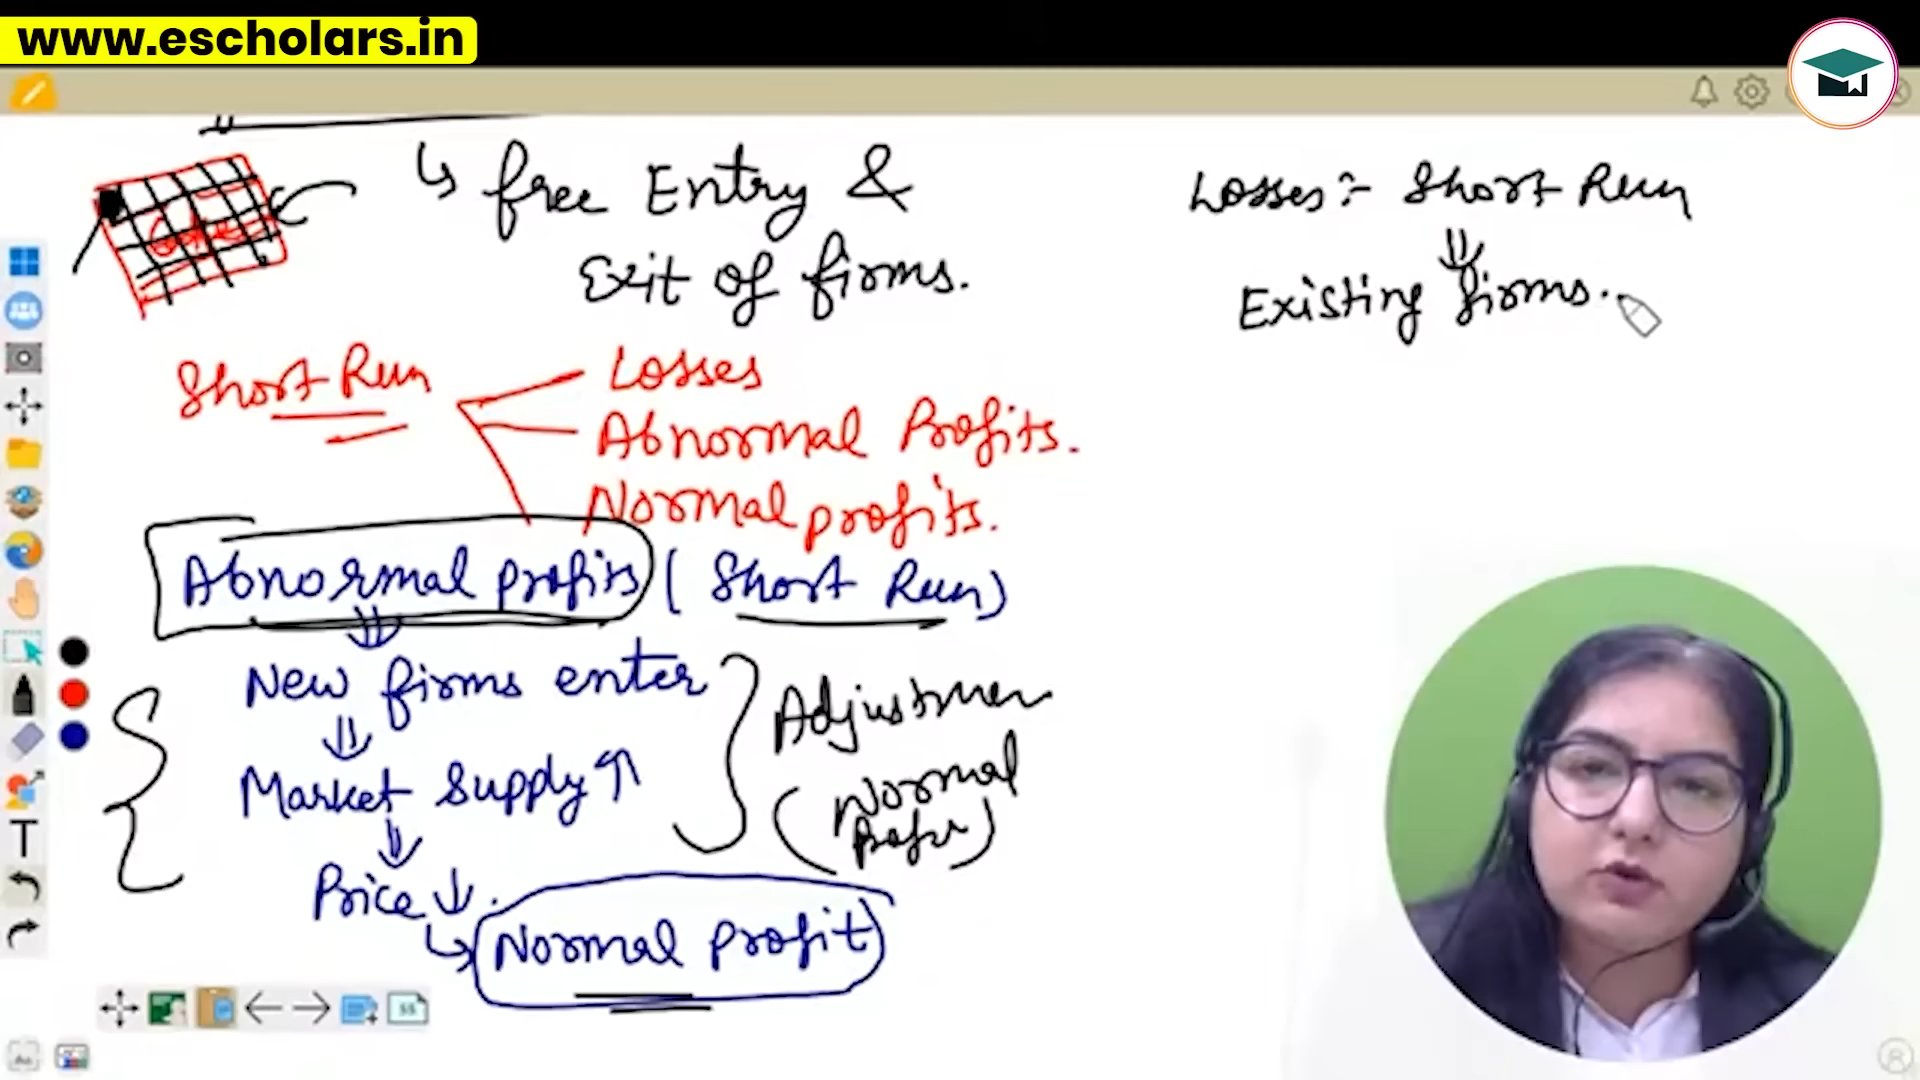 www.escholars.in
↳ free Entry &
Exit of firms.
Short Run
Losses
Abnormal Profits.
Normal profits.
Abnormal profits (Short Run)
⇓
New firms enter
⇓
Market Supply ⇑
⇓
Price ↓.
↳ Normal profit
Adjustmen
(Normal
Losses :- Short Run
⇓
Existing firms.
T